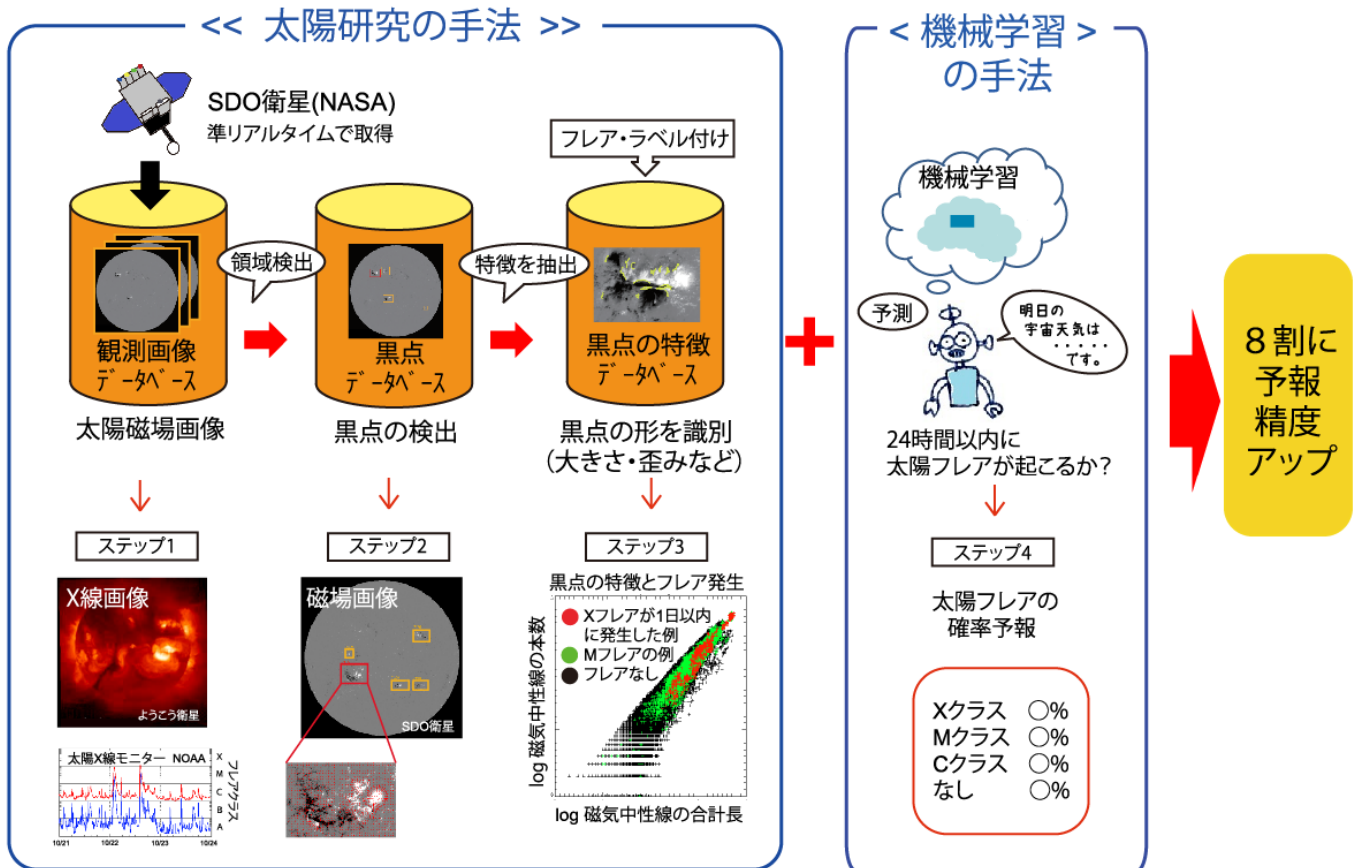 << 太陽研究の手法 >>
SDO衛星(NASA)
準リアルタイムで取得
フレア・ラベル付け
領域検出
特徴を抽出
観測画像
データベース
黒点
データベース
黒点の特徴
データベース
太陽磁場画像
黒点の検出
黒点の形を識別
(大きさ・歪みなど)
ステップ1
ステップ2
ステップ3
X線画像
ようこう衛星
太陽X線モニター NOAA
X
M
C
B
A
フレアクラス
10/21 10/22 10/23 10/24
磁場画像
SDO衛星
黒点の特徴とフレア発生
Xフレアが1日以内
に発生した例
Mフレアの例
フレアなし
log 磁気中性線の本数
log 磁気中性線の合計長
+
< 機械学習 >
の手法
機械学習
予測
明日の
宇宙天気は
・・・・・
です。
24時間以内に
太陽フレアが起こるか?
ステップ4
太陽フレアの
確率予報
Xクラス ○%
Mクラス ○%
Cクラス ○%
なし ○%
8割に
予報
精度
アップ